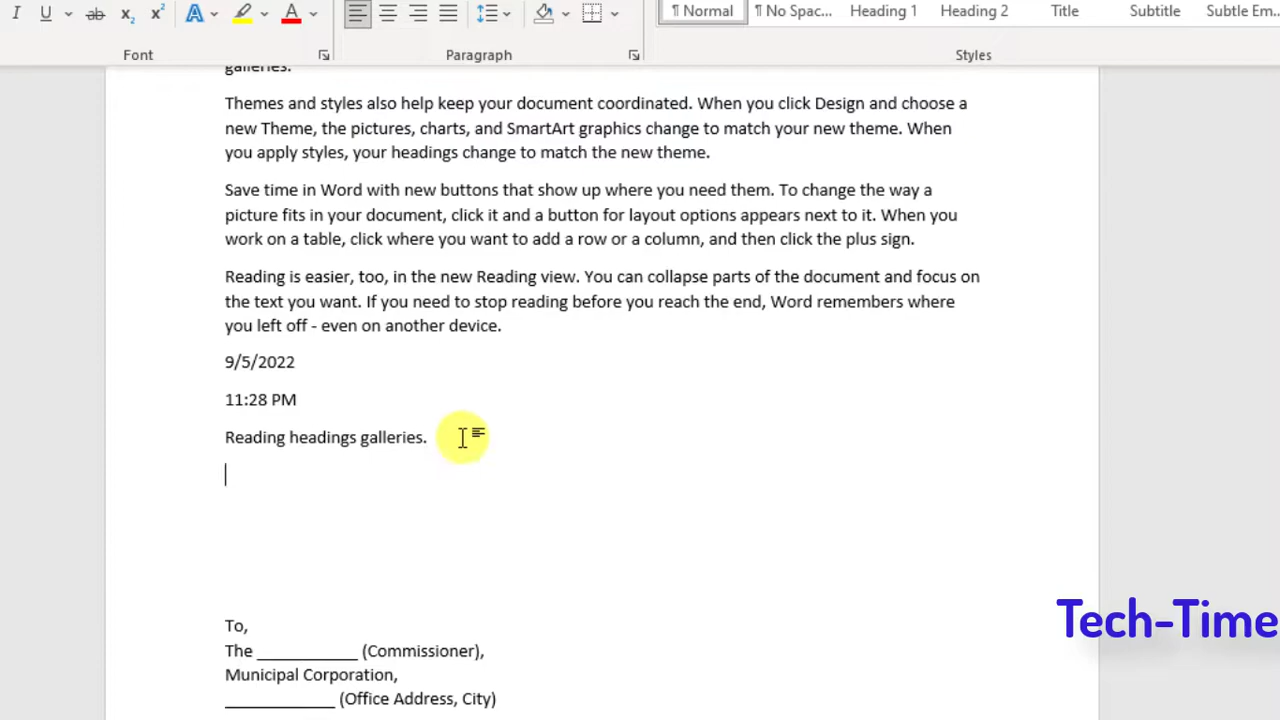 I U ab x₂ x² A A
Font Paragraph Styles
¶ Normal ¶ No Spac... Heading 1 Heading 2 Title Subtitle Subtle Em...
galleries.
Themes and styles also help keep your document coordinated. When you click Design and choose a
new Theme, the pictures, charts, and SmartArt graphics change to match your new theme. When
you apply styles, your headings change to match the new theme.
Save time in Word with new buttons that show up where you need them. To change the way a
picture fits in your document, click it and a button for layout options appears next to it. When you
work on a table, click where you want to add a row or a column, and then click the plus sign.
Reading is easier, too, in the new Reading view. You can collapse parts of the document and focus on
the text you want. If you need to stop reading before you reach the end, Word remembers where
you left off - even on another device.
9/5/2022
11:28 PM
Reading headings galleries.
To,
The ___________ (Commissioner),
Municipal Corporation,
____________ (Office Address, City)
Tech-Time